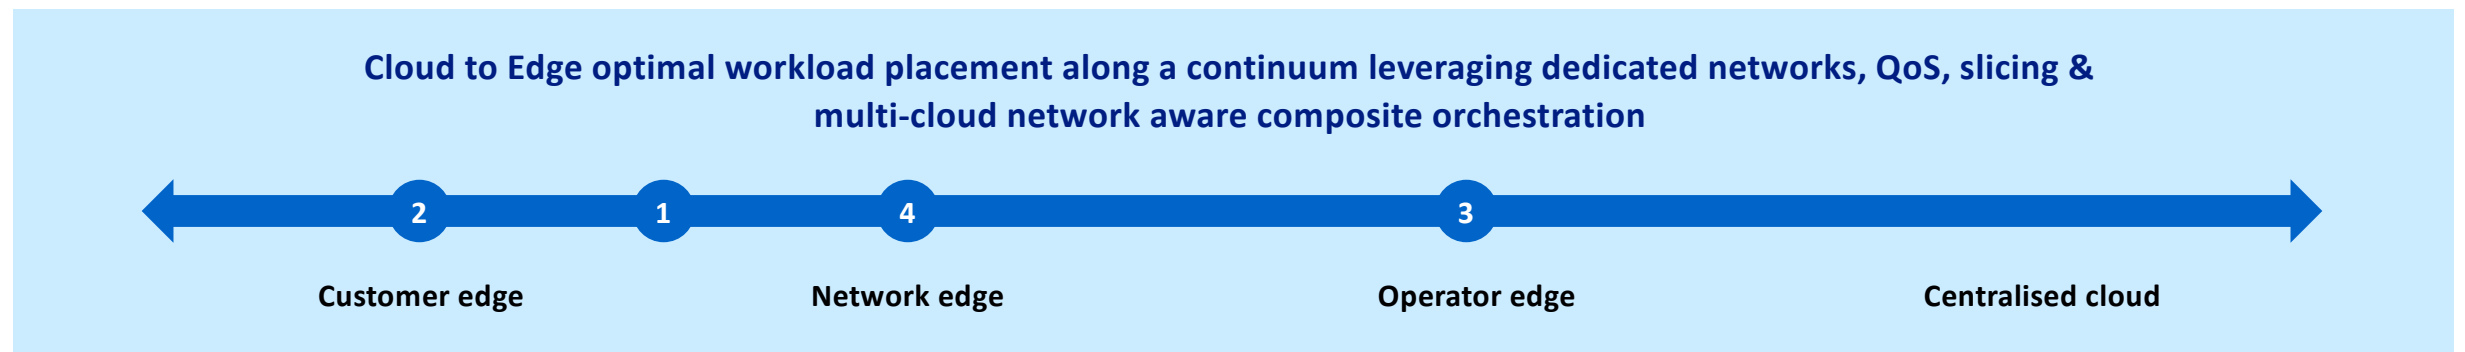 Cloud to Edge optimal workload placement along a continuum leveraging dedicated networks, QoS, slicing &
multi-cloud network aware composite orchestration
2 1 4 3
Customer edge Network edge Operator edge Centralised cloud